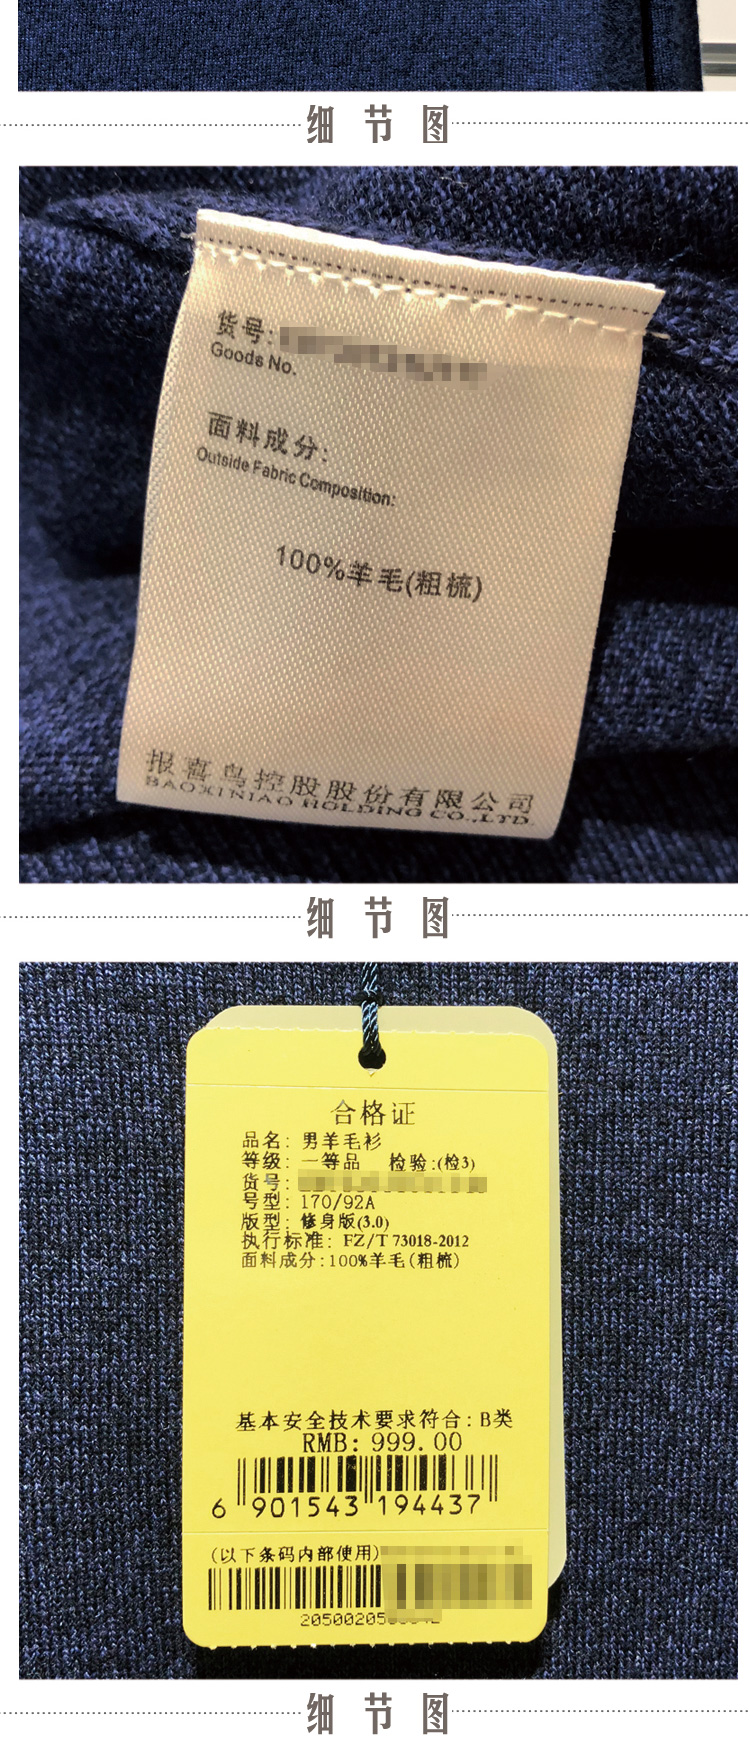 细 节 图
货号:
Goods No.
面料成分:
Outside Fabric Composition:
100%羊毛(粗梳)
报喜鸟控股股份有限公司
BAOXINIAO HOLDING CO.,LTD.
细 节 图
合格证
品名: 男羊毛衫
等级: 一等品 检验:(检3)
货号:
号型: 170/92A
版型: 修身版(3.0)
执行标准: FZ/T 73018-2012
面料成分:100%羊毛(粗梳)
基本安全技术要求符合: B类
RMB: 999.00
6 901543 194437
(以下条码内部使用)
细 节 图